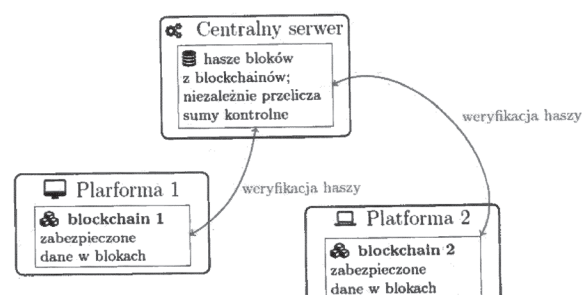 Centralny serwer
hasze bloków
z blockchainów;
niezależnie przelicza
sumy kontrolne
weryfikacja haszy
weryfikacja haszy
Plarforma 1
blockchain 1
zabezpieczone
dane w blokach
Platforma 2
blockchain 2
zabezpieczone
dane w blokach